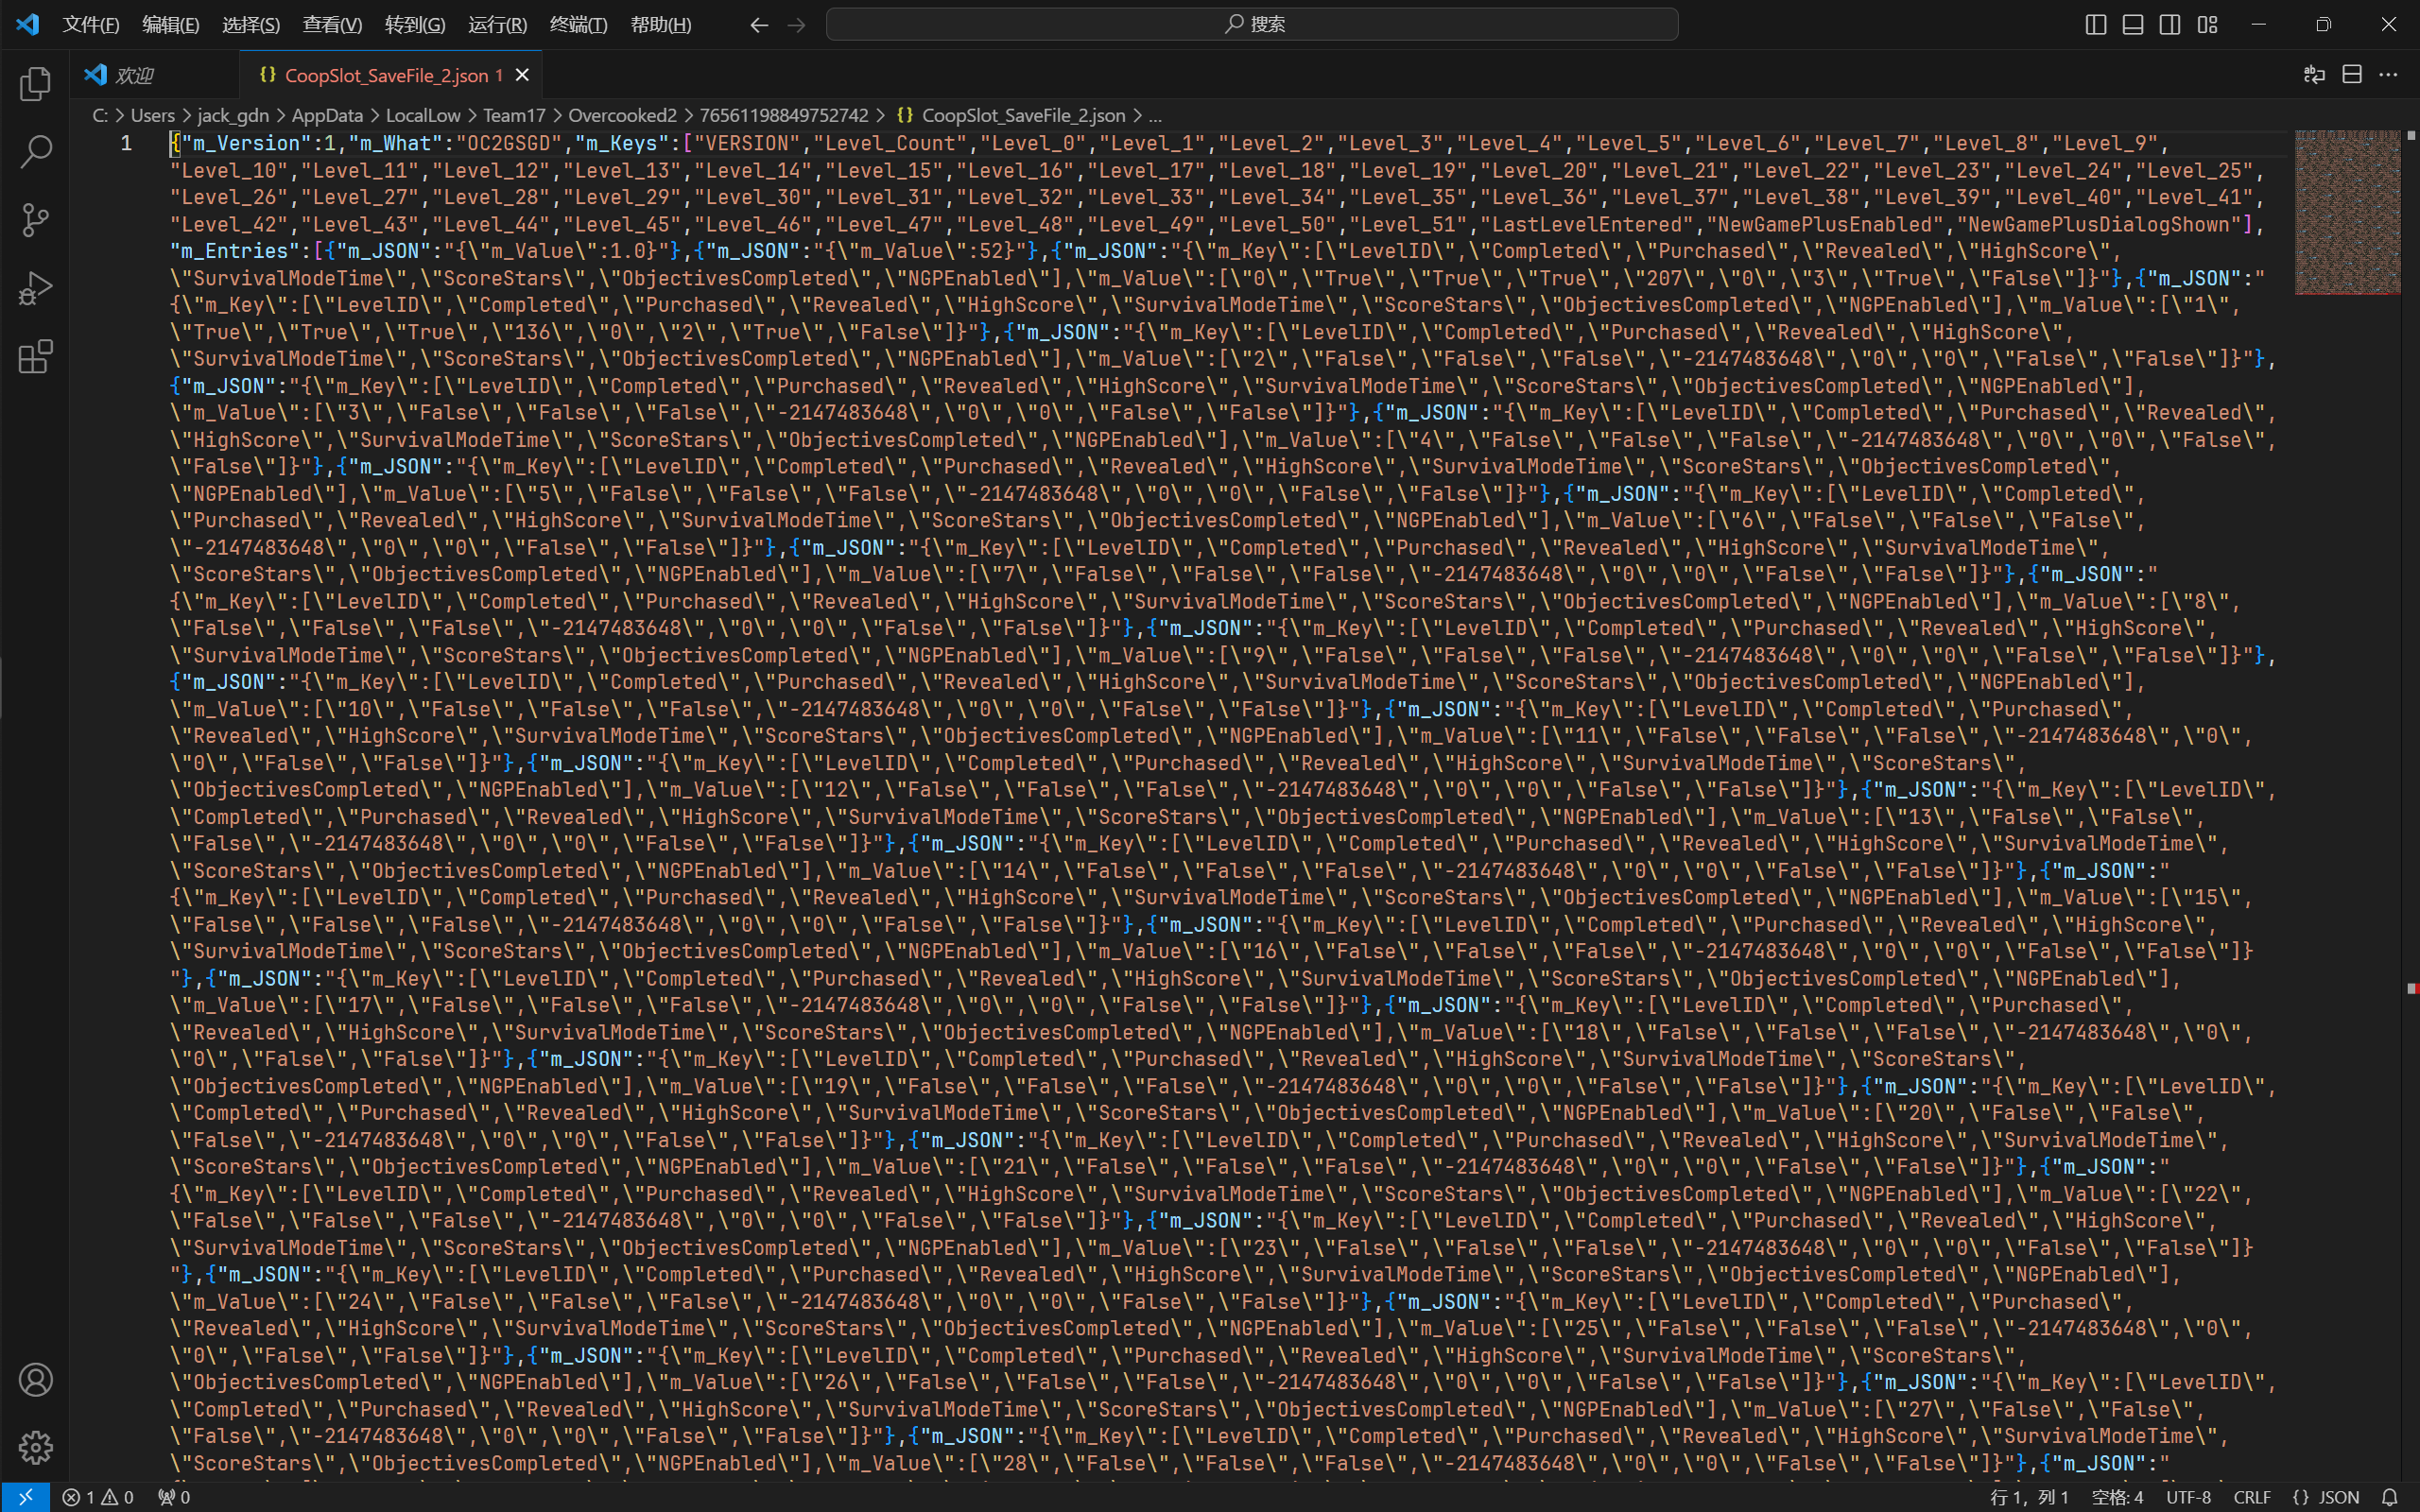 文件(F) 编辑(E) 选择(S) 查看(V) 转到(G) 运行(R) 终端(T) 帮助(H) 搜索
欢迎 {} CoopSlot_SaveFile_2.json 1
C: > Users > jack_gdn > AppData > LocalLow > Team17 > Overcooked2 > 76561198849752742 > {} CoopSlot_SaveFile_2.json > ...
1 {"m_Version":1,"m_What":"OC2GSGD","m_Keys":["VERSION","Level_Count","Level_0","Level_1","Level_2","Level_3","Level_4","Level_5","Level_6","Level_7","Level_8","Level_9",
"Level_10","Level_11","Level_12","Level_13","Level_14","Level_15","Level_16","Level_17","Level_18","Level_19","Level_20","Level_21","Level_22","Level_23","Level_24","Level_25",
"Level_26","Level_27","Level_28","Level_29","Level_30","Level_31","Level_32","Level_33","Level_34","Level_35","Level_36","Level_37","Level_38","Level_39","Level_40","Level_41",
"Level_42","Level_43","Level_44","Level_45","Level_46","Level_47","Level_48","Level_49","Level_50","Level_51","LastLevelEntered","NewGamePlusEnabled","NewGamePlusDialogShown"],
"m_Entries":[{"m_JSON":"{\"m_Value\":1.0}"},{"m_JSON":"{\"m_Value\":52}"},{"m_JSON":"{\"m_Key\":[\"LevelID\",\"Completed\",\"Purchased\",\"Revealed\",\"HighScore\",
\"SurvivalModeTime\",\"ScoreStars\",\"ObjectivesCompleted\",\"NGPEnabled\"],\"m_Value\":[\"0\",\"True\",\"True\",\"True\",\"207\",\"0\",\"3\",\"True\",\"False\"]}"},{"m_JSON":"
{\"m_Key\":[\"LevelID\",\"Completed\",\"Purchased\",\"Revealed\",\"HighScore\",\"SurvivalModeTime\",\"ScoreStars\",\"ObjectivesCompleted\",\"NGPEnabled\"],\"m_Value\":[\"1\",
\"True\",\"True\",\"True\",\"136\",\"0\",\"2\",\"True\",\"False\"]}"},{"m_JSON":"{\"m_Key\":[\"LevelID\",\"Completed\",\"Purchased\",\"Revealed\",\"HighScore\",
\"SurvivalModeTime\",\"ScoreStars\",\"ObjectivesCompleted\",\"NGPEnabled\"],\"m_Value\":[\"2\",\"False\",\"False\",\"False\",\"-2147483648\",\"0\",\"0\",\"False\",\"False\"]}"},
{"m_JSON":"{\"m_Key\":[\"LevelID\",\"Completed\",\"Purchased\",\"Revealed\",\"HighScore\",\"SurvivalModeTime\",\"ScoreStars\",\"ObjectivesCompleted\",\"NGPEnabled\"],
\"m_Value\":[\"3\",\"False\",\"False\",\"False\",\"-2147483648\",\"0\",\"0\",\"False\",\"False\"]}"},{"m_JSON":"{\"m_Key\":[\"LevelID\",\"Completed\",\"Purchased\",\"Revealed\",
\"HighScore\",\"SurvivalModeTime\",\"ScoreStars\",\"ObjectivesCompleted\",\"NGPEnabled\"],\"m_Value\":[\"4\",\"False\",\"False\",\"False\",\"-2147483648\",\"0\",\"0\",\"False\",
\"False\"]}"},{"m_JSON":"{\"m_Key\":[\"LevelID\",\"Completed\",\"Purchased\",\"Revealed\",\"HighScore\",\"SurvivalModeTime\",\"ScoreStars\",\"ObjectivesCompleted\",
\"NGPEnabled\"],\"m_Value\":[\"5\",\"False\",\"False\",\"False\",\"-2147483648\",\"0\",\"0\",\"False\",\"False\"]}"},{"m_JSON":"{\"m_Key\":[\"LevelID\",\"Completed\",
\"Purchased\",\"Revealed\",\"HighScore\",\"SurvivalModeTime\",\"ScoreStars\",\"ObjectivesCompleted\",\"NGPEnabled\"],\"m_Value\":[\"6\",\"False\",\"False\",\"False\",
\"-2147483648\",\"0\",\"0\",\"False\",\"False\"]}"},{"m_JSON":"{\"m_Key\":[\"LevelID\",\"Completed\",\"Purchased\",\"Revealed\",\"HighScore\",\"SurvivalModeTime\",
\"ScoreStars\",\"ObjectivesCompleted\",\"NGPEnabled\"],\"m_Value\":[\"7\",\"False\",\"False\",\"False\",\"-2147483648\",\"0\",\"0\",\"False\",\"False\"]}"},{"m_JSON":"
{\"m_Key\":[\"LevelID\",\"Completed\",\"Purchased\",\"Revealed\",\"HighScore\",\"SurvivalModeTime\",\"ScoreStars\",\"ObjectivesCompleted\",\"NGPEnabled\"],\"m_Value\":[\"8\",
\"False\",\"False\",\"False\",\"-2147483648\",\"0\",\"0\",\"False\",\"False\"]}"},{"m_JSON":"{\"m_Key\":[\"LevelID\",\"Completed\",\"Purchased\",\"Revealed\",\"HighScore\",
\"SurvivalModeTime\",\"ScoreStars\",\"ObjectivesCompleted\",\"NGPEnabled\"],\"m_Value\":[\"9\",\"False\",\"False\",\"False\",\"-2147483648\",\"0\",\"0\",\"False\",\"False\"]}"},
{"m_JSON":"{\"m_Key\":[\"LevelID\",\"Completed\",\"Purchased\",\"Revealed\",\"HighScore\",\"SurvivalModeTime\",\"ScoreStars\",\"ObjectivesCompleted\",\"NGPEnabled\"],
\"m_Value\":[\"10\",\"False\",\"False\",\"False\",\"-2147483648\",\"0\",\"0\",\"False\",\"False\"]}"},{"m_JSON":"{\"m_Key\":[\"LevelID\",\"Completed\",\"Purchased\",
\"Revealed\",\"HighScore\",\"SurvivalModeTime\",\"ScoreStars\",\"ObjectivesCompleted\",\"NGPEnabled\"],\"m_Value\":[\"11\",\"False\",\"False\",\"False\",\"-2147483648\",\"0\",
\"0\",\"False\",\"False\"]}"},{"m_JSON":"{\"m_Key\":[\"LevelID\",\"Completed\",\"Purchased\",\"Revealed\",\"HighScore\",\"SurvivalModeTime\",\"ScoreStars\",
\"ObjectivesCompleted\",\"NGPEnabled\"],\"m_Value\":[\"12\",\"False\",\"False\",\"False\",\"-2147483648\",\"0\",\"0\",\"False\",\"False\"]}"},{"m_JSON":"{\"m_Key\":[\"LevelID\",
\"Completed\",\"Purchased\",\"Revealed\",\"HighScore\",\"SurvivalModeTime\",\"ScoreStars\",\"ObjectivesCompleted\",\"NGPEnabled\"],\"m_Value\":[\"13\",\"False\",\"False\",
\"False\",\"-2147483648\",\"0\",\"0\",\"False\",\"False\"]}"},{"m_JSON":"{\"m_Key\":[\"LevelID\",\"Completed\",\"Purchased\",\"Revealed\",\"HighScore\",\"SurvivalModeTime\",
\"ScoreStars\",\"ObjectivesCompleted\",\"NGPEnabled\"],\"m_Value\":[\"14\",\"False\",\"False\",\"False\",\"-2147483648\",\"0\",\"0\",\"False\",\"False\"]}"},{"m_JSON":"
{\"m_Key\":[\"LevelID\",\"Completed\",\"Purchased\",\"Revealed\",\"HighScore\",\"SurvivalModeTime\",\"ScoreStars\",\"ObjectivesCompleted\",\"NGPEnabled\"],\"m_Value\":[\"15\",
\"False\",\"False\",\"False\",\"-2147483648\",\"0\",\"0\",\"False\",\"False\"]}"},{"m_JSON":"{\"m_Key\":[\"LevelID\",\"Completed\",\"Purchased\",\"Revealed\",\"HighScore\",
\"SurvivalModeTime\",\"ScoreStars\",\"ObjectivesCompleted\",\"NGPEnabled\"],\"m_Value\":[\"16\",\"False\",\"False\",\"False\",\"-2147483648\",\"0\",\"0\",\"False\",\"False\"]}
"},{"m_JSON":"{\"m_Key\":[\"LevelID\",\"Completed\",\"Purchased\",\"Revealed\",\"HighScore\",\"SurvivalModeTime\",\"ScoreStars\",\"ObjectivesCompleted\",\"NGPEnabled\"],
\"m_Value\":[\"17\",\"False\",\"False\",\"False\",\"-2147483648\",\"0\",\"0\",\"False\",\"False\"]}"},{"m_JSON":"{\"m_Key\":[\"LevelID\",\"Completed\",\"Purchased\",
\"Revealed\",\"HighScore\",\"SurvivalModeTime\",\"ScoreStars\",\"ObjectivesCompleted\",\"NGPEnabled\"],\"m_Value\":[\"18\",\"False\",\"False\",\"False\",\"-2147483648\",\"0\",
\"0\",\"False\",\"False\"]}"},{"m_JSON":"{\"m_Key\":[\"LevelID\",\"Completed\",\"Purchased\",\"Revealed\",\"HighScore\",\"SurvivalModeTime\",\"ScoreStars\",
\"ObjectivesCompleted\",\"NGPEnabled\"],\"m_Value\":[\"19\",\"False\",\"False\",\"False\",\"-2147483648\",\"0\",\"0\",\"False\",\"False\"]}"},{"m_JSON":"{\"m_Key\":[\"LevelID\",
\"Completed\",\"Purchased\",\"Revealed\",\"HighScore\",\"SurvivalModeTime\",\"ScoreStars\",\"ObjectivesCompleted\",\"NGPEnabled\"],\"m_Value\":[\"20\",\"False\",\"False\",
\"False\",\"-2147483648\",\"0\",\"0\",\"False\",\"False\"]}"},{"m_JSON":"{\"m_Key\":[\"LevelID\",\"Completed\",\"Purchased\",\"Revealed\",\"HighScore\",\"SurvivalModeTime\",
\"ScoreStars\",\"ObjectivesCompleted\",\"NGPEnabled\"],\"m_Value\":[\"21\",\"False\",\"False\",\"False\",\"-2147483648\",\"0\",\"0\",\"False\",\"False\"]}"},{"m_JSON":"
{\"m_Key\":[\"LevelID\",\"Completed\",\"Purchased\",\"Revealed\",\"HighScore\",\"SurvivalModeTime\",\"ScoreStars\",\"ObjectivesCompleted\",\"NGPEnabled\"],\"m_Value\":[\"22\",
\"False\",\"False\",\"False\",\"-2147483648\",\"0\",\"0\",\"False\",\"False\"]}"},{"m_JSON":"{\"m_Key\":[\"LevelID\",\"Completed\",\"Purchased\",\"Revealed\",\"HighScore\",
\"SurvivalModeTime\",\"ScoreStars\",\"ObjectivesCompleted\",\"NGPEnabled\"],\"m_Value\":[\"23\",\"False\",\"False\",\"False\",\"-2147483648\",\"0\",\"0\",\"False\",\"False\"]}
"},{"m_JSON":"{\"m_Key\":[\"LevelID\",\"Completed\",\"Purchased\",\"Revealed\",\"HighScore\",\"SurvivalModeTime\",\"ScoreStars\",\"ObjectivesCompleted\",\"NGPEnabled\"],
\"m_Value\":[\"24\",\"False\",\"False\",\"False\",\"-2147483648\",\"0\",\"0\",\"False\",\"False\"]}"},{"m_JSON":"{\"m_Key\":[\"LevelID\",\"Completed\",\"Purchased\",
\"Revealed\",\"HighScore\",\"SurvivalModeTime\",\"ScoreStars\",\"ObjectivesCompleted\",\"NGPEnabled\"],\"m_Value\":[\"25\",\"False\",\"False\",\"False\",\"-2147483648\",\"0\",
\"0\",\"False\",\"False\"]}"},{"m_JSON":"{\"m_Key\":[\"LevelID\",\"Completed\",\"Purchased\",\"Revealed\",\"HighScore\",\"SurvivalModeTime\",\"ScoreStars\",
\"ObjectivesCompleted\",\"NGPEnabled\"],\"m_Value\":[\"26\",\"False\",\"False\",\"False\",\"-2147483648\",\"0\",\"0\",\"False\",\"False\"]}"},{"m_JSON":"{\"m_Key\":[\"LevelID\",
\"Completed\",\"Purchased\",\"Revealed\",\"HighScore\",\"SurvivalModeTime\",\"ScoreStars\",\"ObjectivesCompleted\",\"NGPEnabled\"],\"m_Value\":[\"27\",\"False\",\"False\",
\"False\",\"-2147483648\",\"0\",\"0\",\"False\",\"False\"]}"},{"m_JSON":"{\"m_Key\":[\"LevelID\",\"Completed\",\"Purchased\",\"Revealed\",\"HighScore\",\"SurvivalModeTime\",
\"ScoreStars\",\"ObjectivesCompleted\",\"NGPEnabled\"],\"m_Value\":[\"28\",\"False\",\"False\",\"False\",\"-2147483648\",\"0\",\"0\",\"False\",\"False\"]}"},{"m_JSON":"
1 0 0 行 1，列 1 空格: 4 UTF-8 CRLF {} JSON